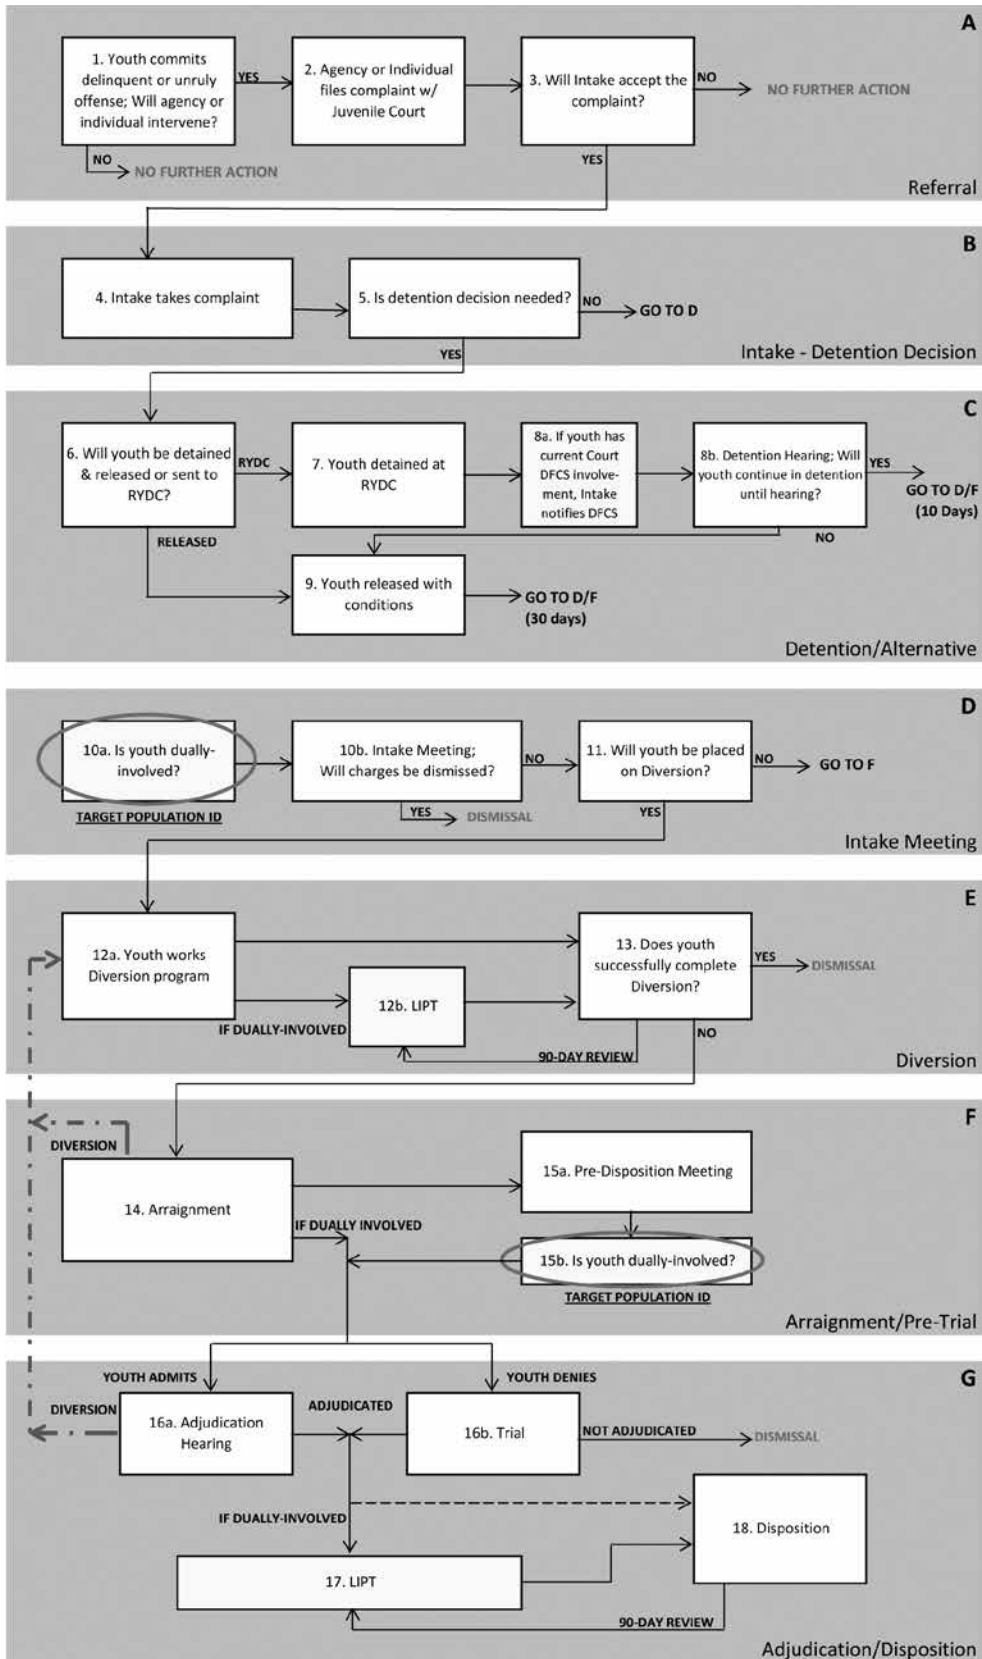 A
1. Youth commits
delinquent or unruly
offense; Will agency or
individual intervene?
YES
2. Agency or Individual
files complaint w/
Juvenile Court
3. Will Intake accept the
complaint?
NO
NO FURTHER ACTION
NO
NO FURTHER ACTION
YES
Referral
B
4. Intake takes complaint
5. Is detention decision needed?
NO
GO TO D
YES
Intake - Detention Decision
C
6. Will youth be detained
& released or sent to
RYDC?
RYDC
7. Youth detained at
RYDC
8a. If youth has
current Court
DFCS involve-
ment, Intake
notifies DFCS
8b. Detention Hearing; Will
youth continue in detention
until hearing?
YES
GO TO D/F
(10 Days)
RELEASED
NO
9. Youth released with
conditions
GO TO D/F
(30 days)
Detention/Alternative
D
10a. Is youth dually-
involved?
TARGET POPULATION ID
10b. Intake Meeting;
Will charges be dismissed?
NO
11. Will youth be placed
on Diversion?
NO
GO TO F
YES
DISMISSAL
YES
Intake Meeting
E
12a. Youth works
Diversion program
IF DUALLY-INVOLVED
12b. LIPT
13. Does youth
successfully complete
Diversion?
YES
DISMISSAL
90-DAY REVIEW
NO
Diversion
F
DIVERSION
14. Arraignment
IF DUALLY INVOLVED
15a. Pre-Disposition Meeting
15b. Is youth dually-involved?
TARGET POPULATION ID
Arraignment/Pre-Trial
G
YOUTH ADMITS
YOUTH DENIES
DIVERSION
16a. Adjudication
Hearing
ADJUDICATED
16b. Trial
NOT ADJUDICATED
DISMISSAL
IF DUALLY-INVOLVED
17. LIPT
18. Disposition
90-DAY REVIEW
Adjudication/Disposition